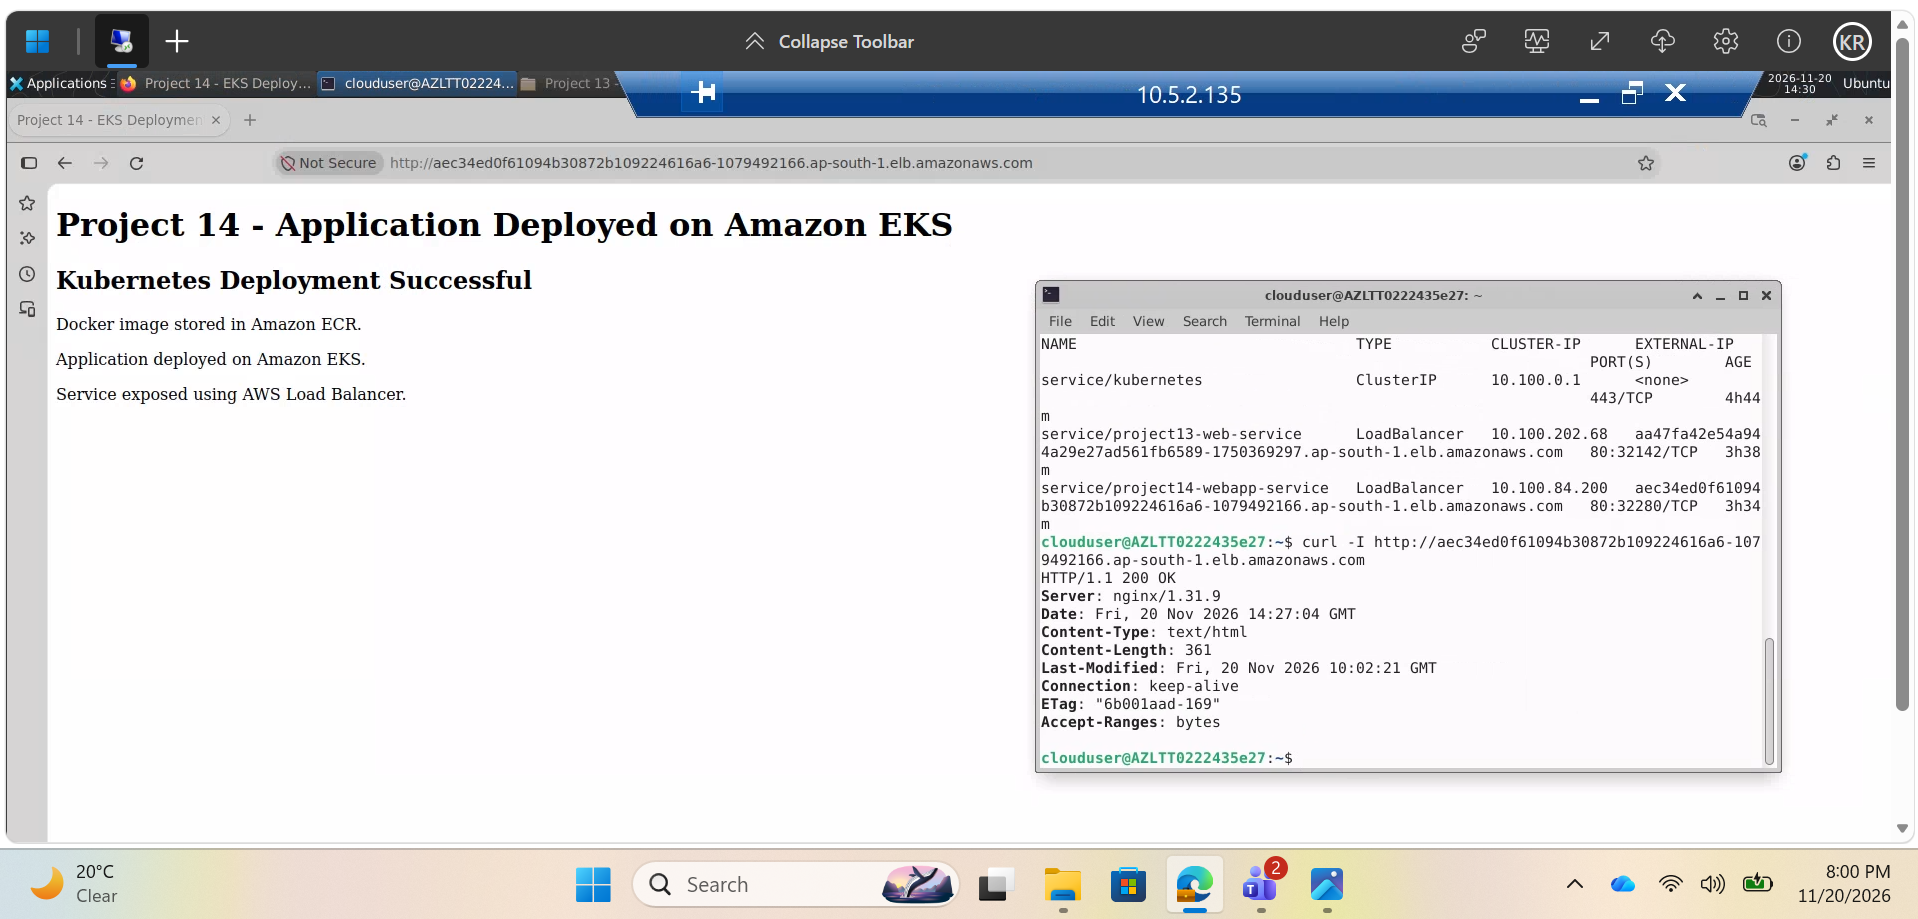 Collapse Toolbar
KR
Applications
Project 14 - EKS Deploy...
clouduser@AZLTT02224...
Project 13 -
10.5.2.135
2026-11-20
14:30
Ubuntu
Project 14 - EKS Deploymen
Not Secure
http://aec34ed0f61094b30872b109224616a6-1079492166.ap-south-1.elb.amazonaws.com
Project 14 - Application Deployed on Amazon EKS
Kubernetes Deployment Successful
Docker image stored in Amazon ECR.
Application deployed on Amazon EKS.
Service exposed using AWS Load Balancer.
clouduser@AZLTT0222435e27: ~
File Edit View Search Terminal Help
NAME TYPE CLUSTER-IP EXTERNAL-IP
PORT(S) AGE
service/kubernetes ClusterIP 10.100.0.1 <none>
443/TCP 4h44
m
service/project13-web-service LoadBalancer 10.100.202.68 aa47fa42e54a94
4a29e27ad561fb6589-1750369297.ap-south-1.elb.amazonaws.com 80:32142/TCP 3h38
m
service/project14-webapp-service LoadBalancer 10.100.84.200 aec34ed0f61094
b30872b109224616a6-1079492166.ap-south-1.elb.amazonaws.com 80:32280/TCP 3h34
m
clouduser@AZLTT0222435e27:~$ curl -I http://aec34ed0f61094b30872b109224616a6-107
9492166.ap-south-1.elb.amazonaws.com
HTTP/1.1 200 OK
Server: nginx/1.31.9
Date: Fri, 20 Nov 2026 14:27:04 GMT
Content-Type: text/html
Content-Length: 361
Last-Modified: Fri, 20 Nov 2026 10:02:21 GMT
Connection: keep-alive
ETag: "6b001aad-169"
Accept-Ranges: bytes
clouduser@AZLTT0222435e27:~$
20°C
Clear
Search
T
2
8:00 PM
11/20/2026